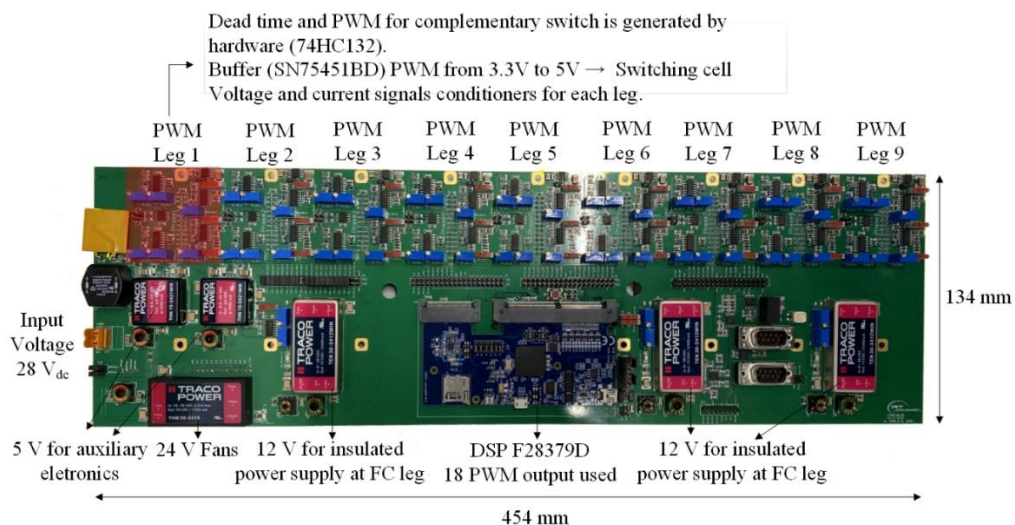 Dead time and PWM for complementary switch is generated by
hardware (74HC132).
Buffer (SN75451BD) PWM from 3.3V to 5V → Switching cell
Voltage and current signals conditioners for each leg.
PWM
Leg 1
PWM
Leg 2
PWM
Leg 3
PWM
Leg 4
PWM
Leg 5
PWM
Leg 6
PWM
Leg 7
PWM
Leg 8
PWM
Leg 9
134 mm
Input
Voltage
28 Vdc
TRACO
POWER
TRACO
POWER
TRACO
POWER
TRACO
POWER
TRACO
POWER
TRACO
POWER
5 V for auxiliary
eletronics
24 V Fans
12 V for insulated
power supply at FC leg
DSP F28379D
18 PWM output used
12 V for insulated
power supply at FC leg
454 mm